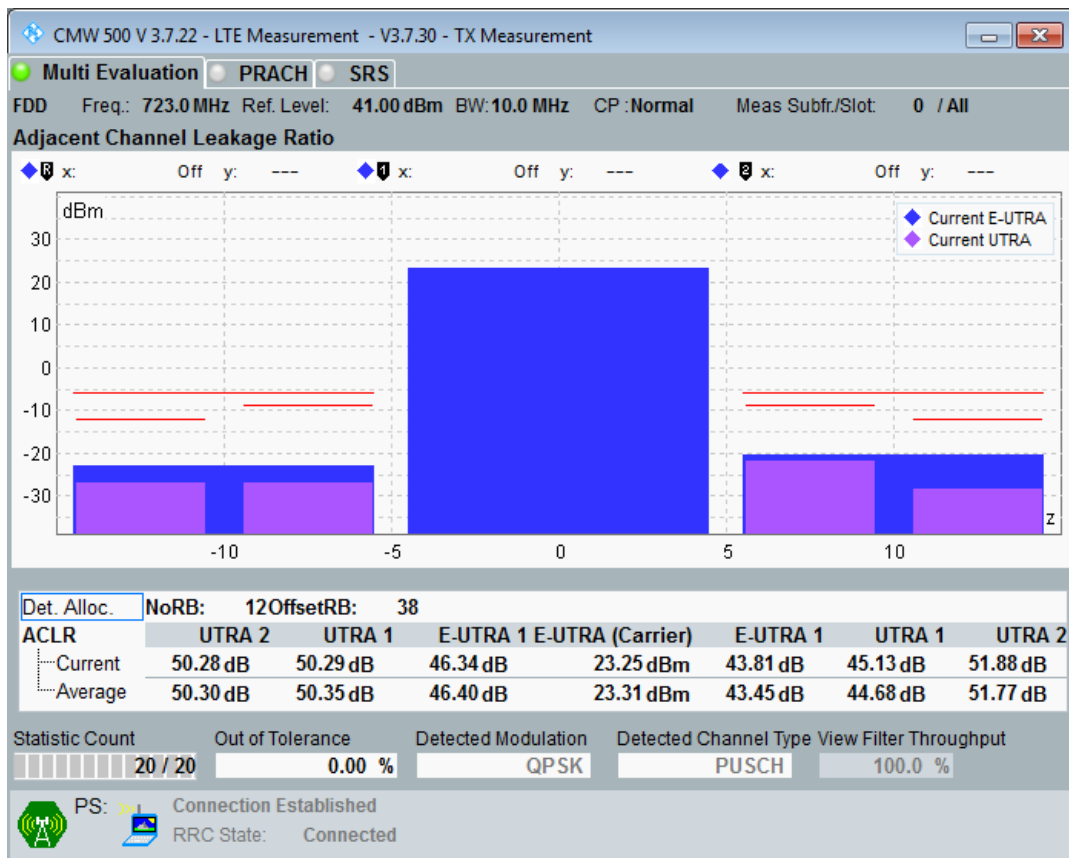 CMW 500 V 3.7.22 - LTE Measurement - V3.7.30 - TX Measurement
Multi Evaluation PRACH SRS
FDD Freq.: 723.0 MHz Ref. Level: 41.00 dBm BW: 10.0 MHz CP :Normal Meas Subfr./Slot: 0 / All
Adjacent Channel Leakage Ratio
R x: Off y: --- 1 x: Off y: --- 2 x: Off y: ---
dBm
Current E-UTRA
Current UTRA
30
20
10
0
-10
-20
-30
z
-10 -5 0 5 10
Det. Alloc. NoRB: 12 OffsetRB: 38
ACLR UTRA 2 UTRA 1 E-UTRA 1 E-UTRA (Carrier) E-UTRA 1 UTRA 1 UTRA 2
Current 50.28 dB 50.29 dB 46.34 dB 23.25 dBm 43.81 dB 45.13 dB 51.88 dB
Average 50.30 dB 50.35 dB 46.40 dB 23.31 dBm 43.45 dB 44.68 dB 51.77 dB
Statistic Count Out of Tolerance Detected Modulation Detected Channel Type View Filter Throughput
20 / 20 0.00 % QPSK PUSCH 100.0 %
PS: Connection Established
RRC State: Connected